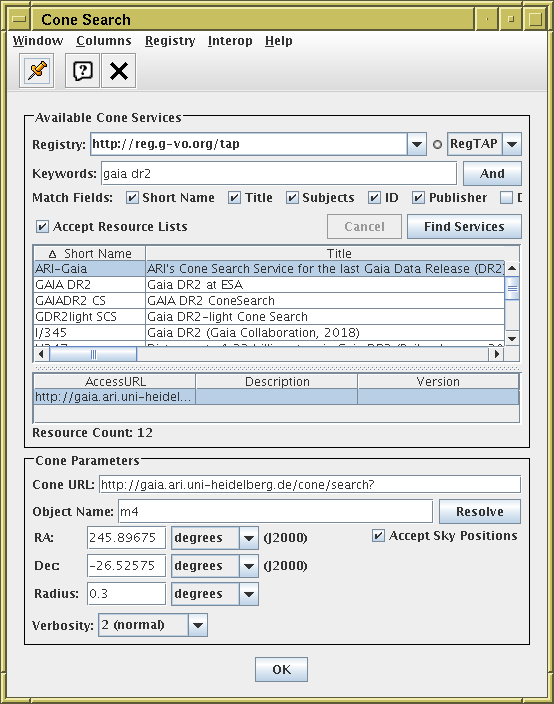 Cone Search
Window Columns Registry Interop Help
Available Cone Services
Registry: http://reg.g-vo.org/tap RegTAP
Keywords: gaia dr2 And
Match Fields: Short Name Title Subjects ID Publisher
Accept Resource Lists Cancel Find Services
Δ Short Name Title
ARI-Gaia ARI's Cone Search Service for the last Gaia Data Release (DR2)
GAIA DR2 Gaia DR2 at ESA
GAIADR2 CS GAIA DR2 ConeSearch
GDR2light SCS Gaia DR2-light Cone Search
I/345 Gaia DR2 (Gaia Collaboration, 2018)
AccessURL Description Version
http://gaia.ari.uni-heidel...
Resource Count: 12
Cone Parameters
Cone URL: http://gaia.ari.uni-heidelberg.de/cone/search?
Object Name: m4 Resolve
RA: 245.89675 degrees (J2000) Accept Sky Positions
Dec: -26.52575 degrees (J2000)
Radius: 0.3 degrees
Verbosity: 2 (normal)
OK